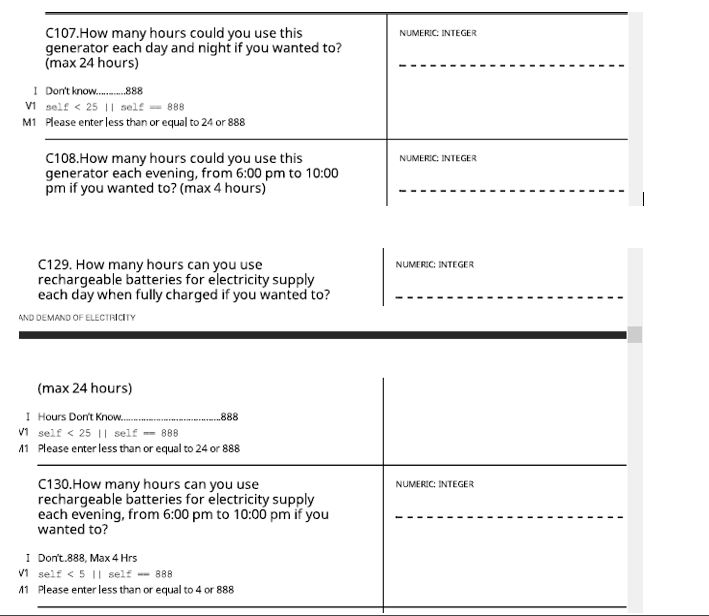 C107.How many hours could you use this
NUMERIC: INTEGER
generator each day and night if you wanted to?
(max 24 hours)
I Don't know............888
V1 self < 25 || self == 888
M1 Please enter less than or equal to 24 or 888
C108.How many hours could you use this
NUMERIC: INTEGER
generator each evening, from 6:00 pm to 10:00
pm if you wanted to? (max 4 hours)
C129. How many hours can you use
NUMERIC: INTEGER
rechargeable batteries for electricity supply
each day when fully charged if you wanted to?
AND DEMAND OF ELECTRICITY
(max 24 hours)
I Hours Don't Know........................................888
V1 self < 25 || self == 888
M1 Please enter less than or equal to 24 or 888
C130.How many hours can you use
NUMERIC: INTEGER
rechargeable batteries for electricity supply
each evening, from 6:00 pm to 10:00 pm if you
wanted to?
I Don't..888, Max 4 Hrs
V1 self < 5 || self == 888
M1 Please enter less than or equal to 4 or 888